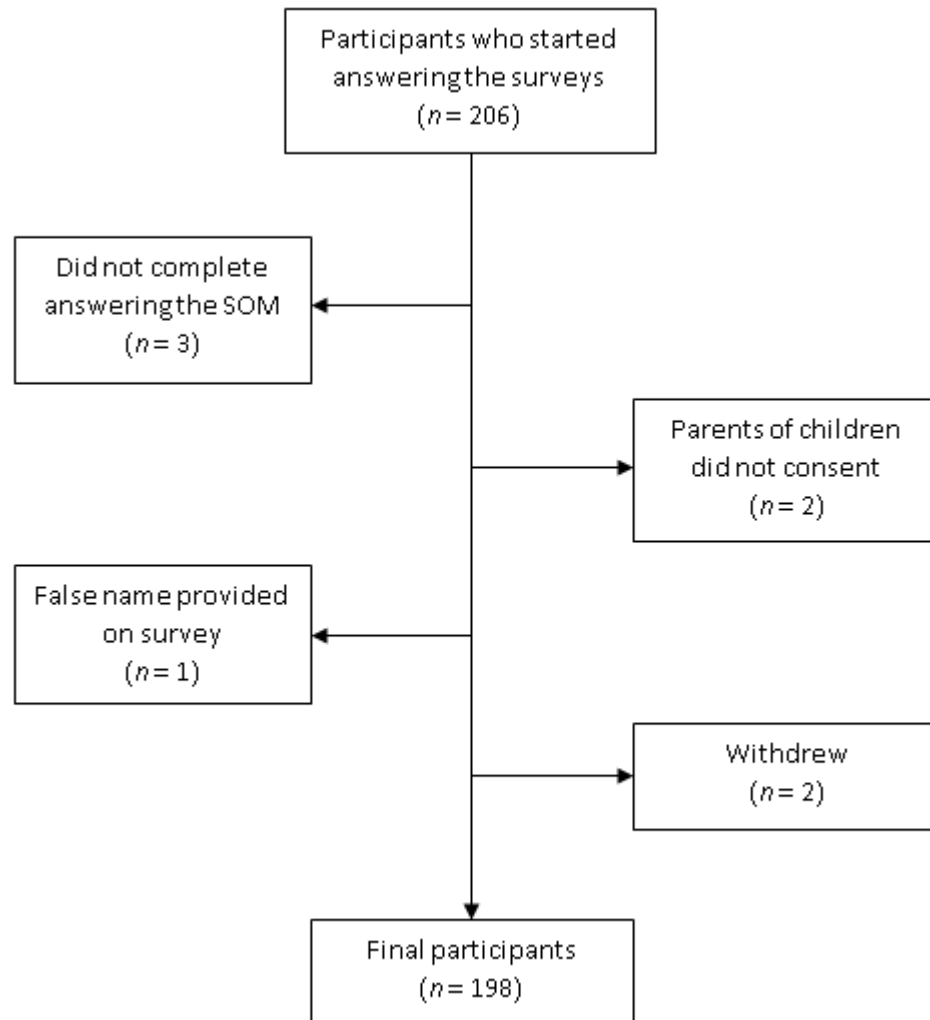 Participants who started
answering the surveys
(n = 206)
Did not complete
answering the SOM
(n = 3)
Parents of children
did not consent
(n = 2)
False name provided
on survey
(n = 1)
Withdrew
(n = 2)
Final participants
(n = 198)